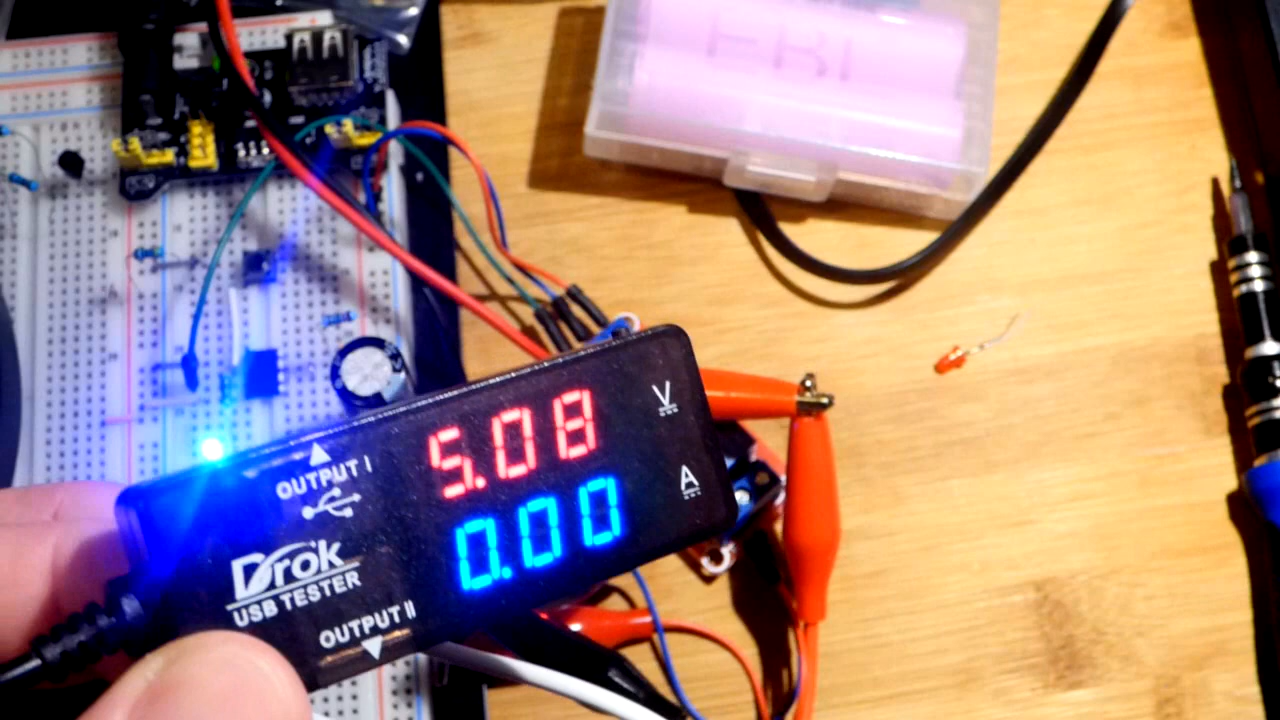 5.08 V
OUTPUT I
0.00 A
Drok
USB TESTER
OUTPUT II